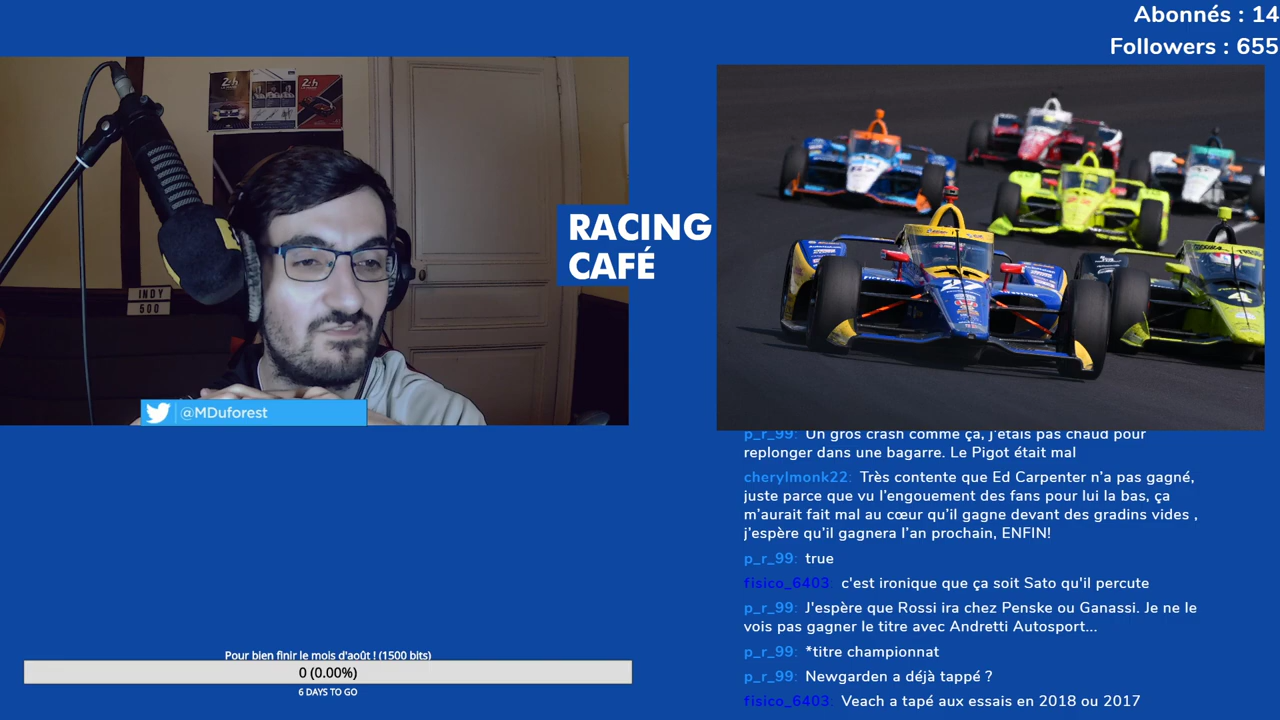 Abonnés : 14
Followers : 655
24h
INDY
500
RACING
CAFÉ
27
4
@MDuforest
p_r_99: Un gros crash comme ça, j'étais pas chaud pour
replonger dans une bagarre. Le Pigot était mal
cherylmonk22: Très contente que Ed Carpenter n'a pas gagné,
juste parce que vu l'engouement des fans pour lui la bas, ça
m'aurait fait mal au cœur qu'il gagne devant des gradins vides ,
j'espère qu'il gagnera l'an prochain, ENFIN!
p_r_99: true
fisico_6403: c'est ironique que ça soit Sato qu'il percute
p_r_99: J'espère que Rossi ira chez Penske ou Ganassi. Je ne le
vois pas gagner le titre avec Andretti Autosport...
p_r_99: *titre championnat
p_r_99: Newgarden a déjà tappé ?
fisico_6403: Veach a tapé aux essais en 2018 ou 2017
Pour bien finir le mois d'août ! (1500 bits)
0 (0.00%)
6 DAYS TO GO